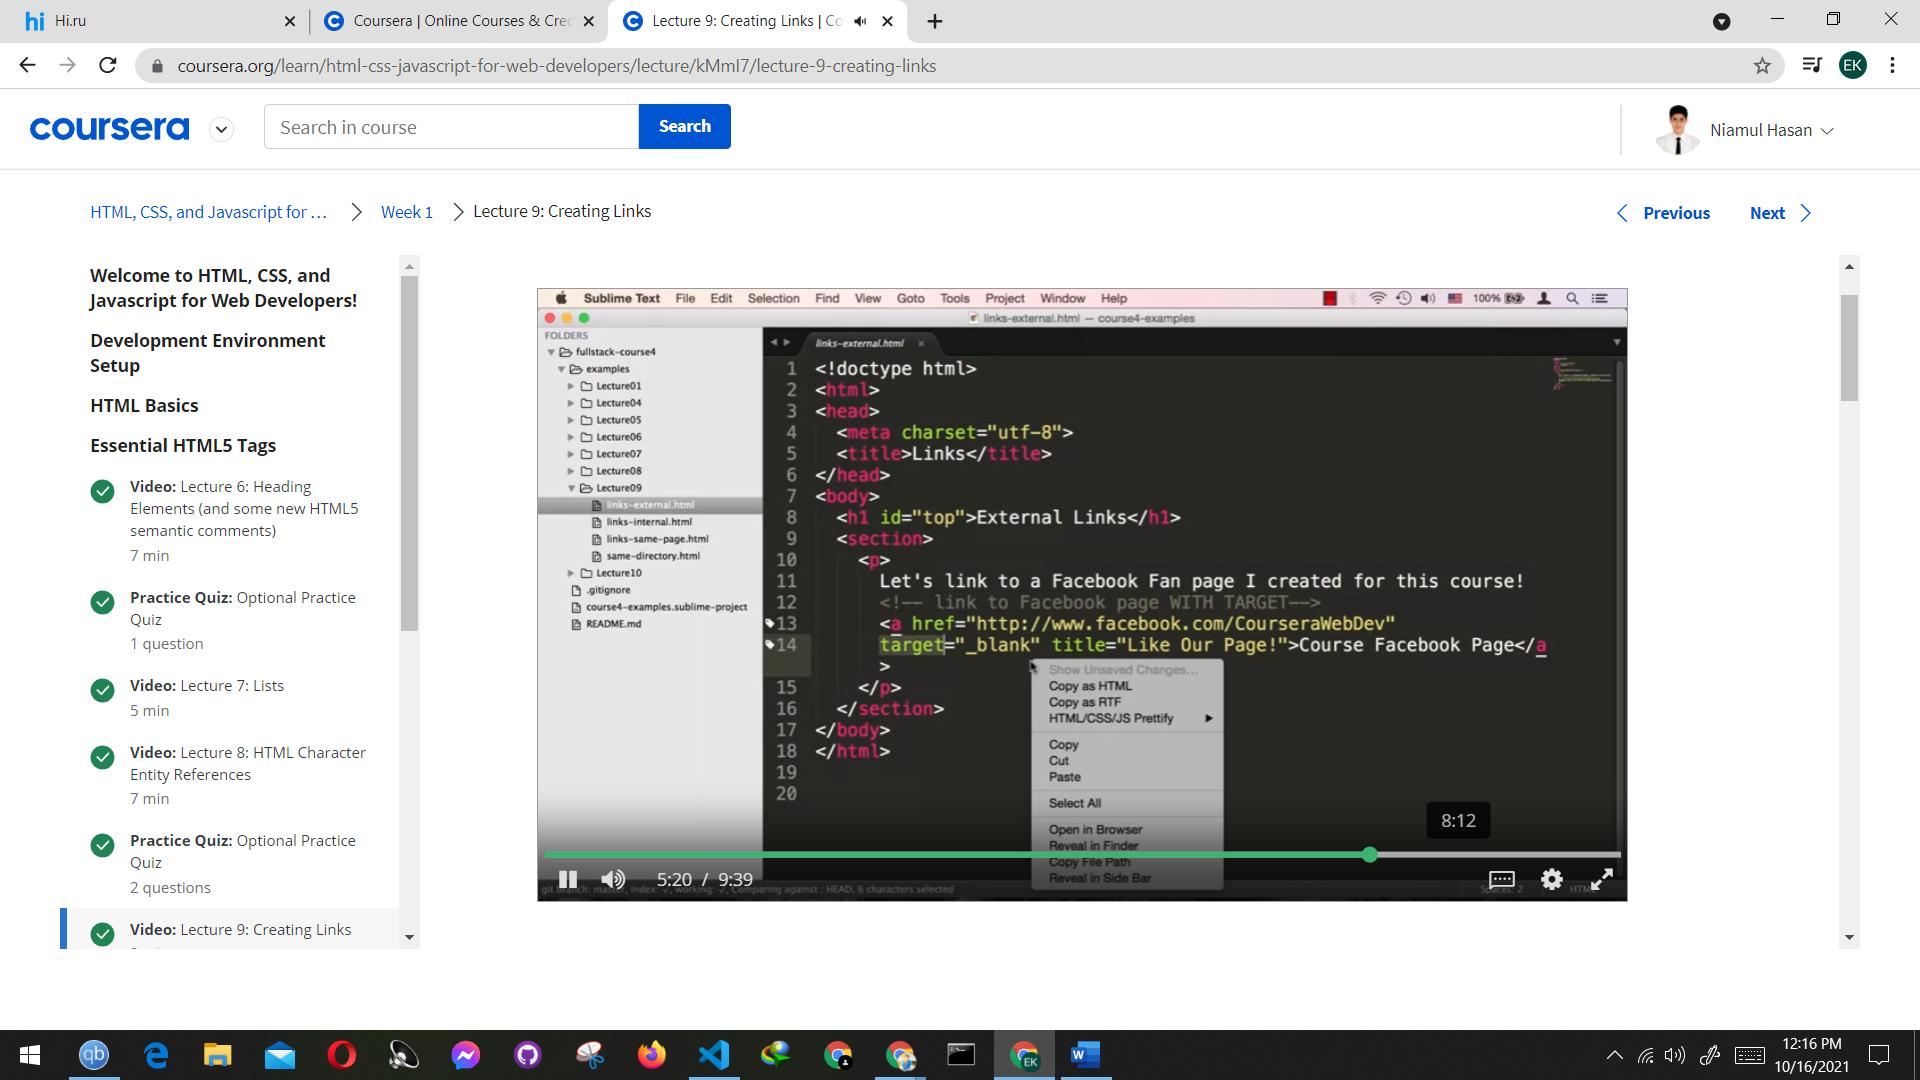 Hi.ru
Coursera | Online Courses & Cre
Lecture 9: Creating Links | Co
coursera.org/learn/html-css-javascript-for-web-developers/lecture/kMmI7/lecture-9-creating-links
EK
coursera
Search in course
Search
Niamul Hasan
HTML, CSS, and Javascript for ...
Week 1
Lecture 9: Creating Links
Previous
Next
Welcome to HTML, CSS, and
Javascript for Web Developers!
Development Environment
Setup
HTML Basics
Essential HTML5 Tags
Video: Lecture 6: Heading
Elements (and some new HTML5
semantic comments)
7 min
Practice Quiz: Optional Practice
Quiz
1 question
Video: Lecture 7: Lists
5 min
Video: Lecture 8: HTML Character
Entity References
7 min
Practice Quiz: Optional Practice
Quiz
2 questions
Video: Lecture 9: Creating Links
Sublime Text File Edit Selection Find View Goto Tools Project Window Help 100%
links-external.html — course4-examples
FOLDERS
fullstack-course4
examples
Lecture01
Lecture04
Lecture05
Lecture06
Lecture07
Lecture08
Lecture09
links-external.html
links-internal.html
links-same-page.html
same-directory.html
Lecture10
.gitignore
course4-examples.sublime-project
README.md
links-external.html
1 <!doctype html>
2 <html>
3 <head>
4 <meta charset="utf-8">
5 <title>Links</title>
6 </head>
7 <body>
8 <h1 id="top">External Links</h1>
9 <section>
10 <p>
11 Let's link to a Facebook Fan page I created for this course!
12 <!-- link to Facebook page WITH TARGET-->
13 <a href="http://www.facebook.com/CourseraWebDev"
14 target="_blank" title="Like Our Page!">Course Facebook Page</a
>
15 </p>
16 </section>
17 </body>
18 </html>
19
20
Show Unsaved Changes...
Copy as HTML
Copy as RTF
HTML/CSS/JS Prettify
Copy
Cut
Paste
Select All
Open in Browser
Reveal in Finder
Copy File Path
Reveal in Side Bar
8:12
5:20 / 9:39
git branch: master, index: ✓, working: ✓, Comparing against : HEAD, 6 characters selected
12:16 PM
10/16/2021